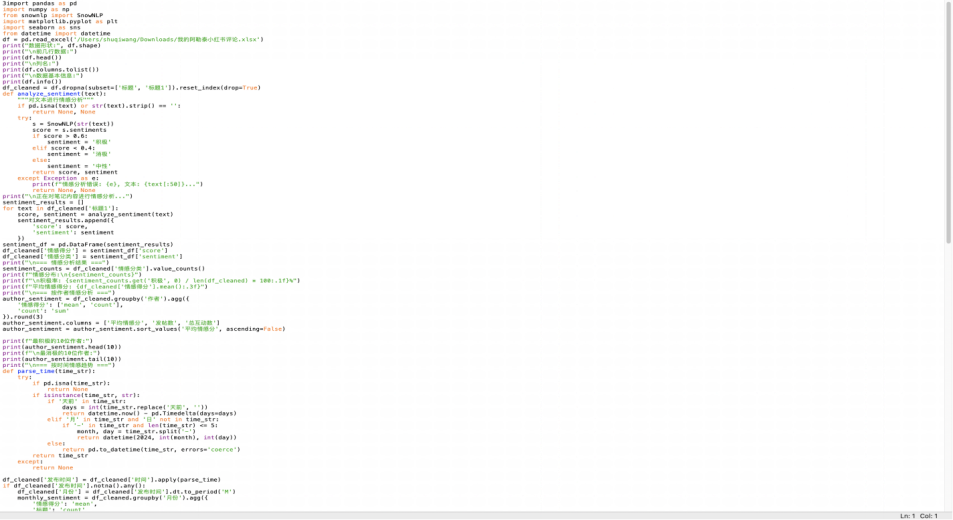 3import pandas as pd
import numpy as np
from snownlp import SnowNLP
import matplotlib.pyplot as plt
import seaborn as sns
from datetime import datetime
df = pd.read_excel('/Users/shuqiwang/Downloads/我的阿勒泰小红书评论.xlsx')
print("数据形状:", df.shape)
print("\n前几行数据:")
print(df.head())
print("\n列名:")
print(df.columns.tolist())
print("\n数据基本信息:")
print(df.info())
df_cleaned = df.dropna(subset=['标题', '标题1']).reset_index(drop=True)
def analyze_sentiment(text):
    """对文本进行情感分析"""
    if pd.isna(text) or str(text).strip() == '':
        return None, None
    try:
        s = SnowNLP(str(text))
        score = s.sentiments
        if score > 0.6:
            sentiment = '积极'
        elif score < 0.4:
            sentiment = '消极'
        else:
            sentiment = '中性'
        return score, sentiment
    except Exception as e:
        print(f"情感分析错误: {e}, 文本: {text[:50]}...")
        return None, None
print("\n正在对笔记内容进行情感分析...")
sentiment_results = []
for text in df_cleaned['标题1']:
    score, sentiment = analyze_sentiment(text)
    sentiment_results.append({
        'score': score,
        'sentiment': sentiment
    })
sentiment_df = pd.DataFrame(sentiment_results)
df_cleaned['情感得分'] = sentiment_df['score']
df_cleaned['情感分类'] = sentiment_df['sentiment']
print("\n=== 情感分析结果 ===")
sentiment_counts = df_cleaned['情感分类'].value_counts()
print(f"情感分布:\n{sentiment_counts}")
print(f"\n积极率: {sentiment_counts.get('积极', 0) / len(df_cleaned) * 100:.1f}%")
print(f"平均情感得分: {df_cleaned['情感得分'].mean():.3f}")
print("\n=== 按作者情感分析 ===")
author_sentiment = df_cleaned.groupby('作者').agg({
    '情感得分': ['mean', 'count'],
    'count': 'sum'
}).round(3)
author_sentiment.columns = ['平均情感分', '发帖数', '总互动数']
author_sentiment = author_sentiment.sort_values('平均情感分', ascending=False)
print(f"最积极的10位作者:")
print(author_sentiment.head(10))
print(f"\n最消极的10位作者:")
print(author_sentiment.tail(10))
print("\n=== 按时间情感趋势 ===")
def parse_time(time_str):
    try:
        if pd.isna(time_str):
            return None
        if isinstance(time_str, str):
            if '天前' in time_str:
                days = int(time_str.replace('天前', ''))
                return datetime.now() - pd.Timedelta(days=days)
            elif '月' in time_str and '日' not in time_str:
                if '-' in time_str and len(time_str) <= 5:
                    month, day = time_str.split('-')
                    return datetime(2024, int(month), int(day))
            else:
                return pd.to_datetime(time_str, errors='coerce')
        return time_str
    except:
        return None
df_cleaned['发布时间'] = df_cleaned['时间'].apply(parse_time)
if df_cleaned['发布时间'].notna().any():
    df_cleaned['月份'] = df_cleaned['发布时间'].dt.to_period('M')
    monthly_sentiment = df_cleaned.groupby('月份').agg({
        '情感得分': 'mean',
        '标题': 'count'
Ln: 1 Col: 1